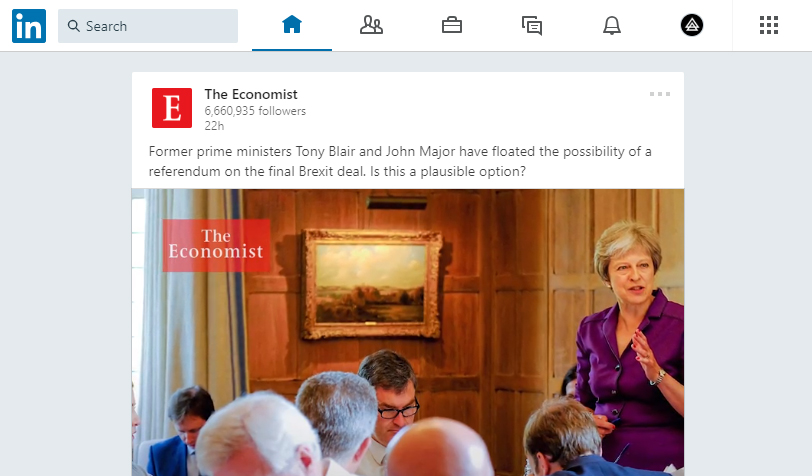 in
Search
E
The Economist
6,660,935 followers
22h
Former prime ministers Tony Blair and John Major have floated the possibility of a
referendum on the final Brexit deal. Is this a plausible option?
The
Economist